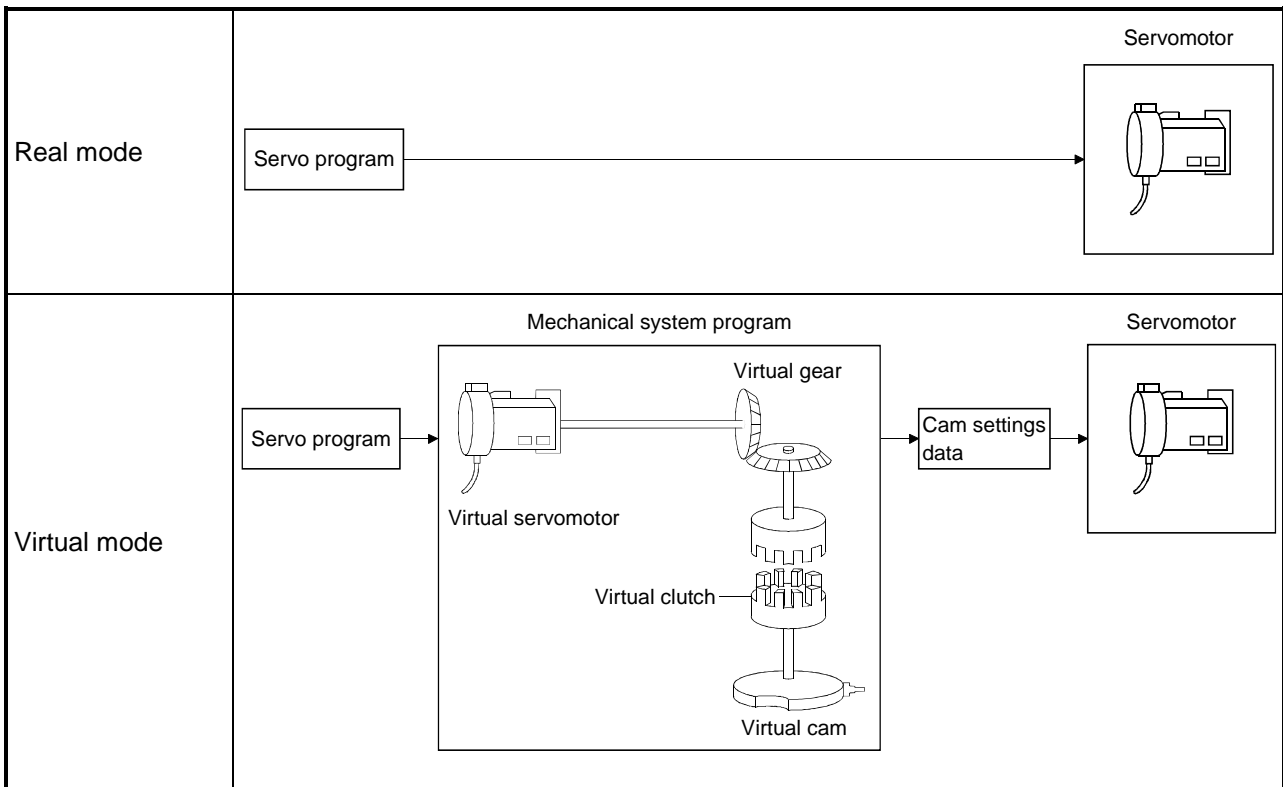 Real mode
Servo program
Servomotor
Virtual mode
Servo program
Mechanical system program
Virtual servomotor
Virtual gear
Virtual clutch
Virtual cam
Cam settings
data
Servomotor